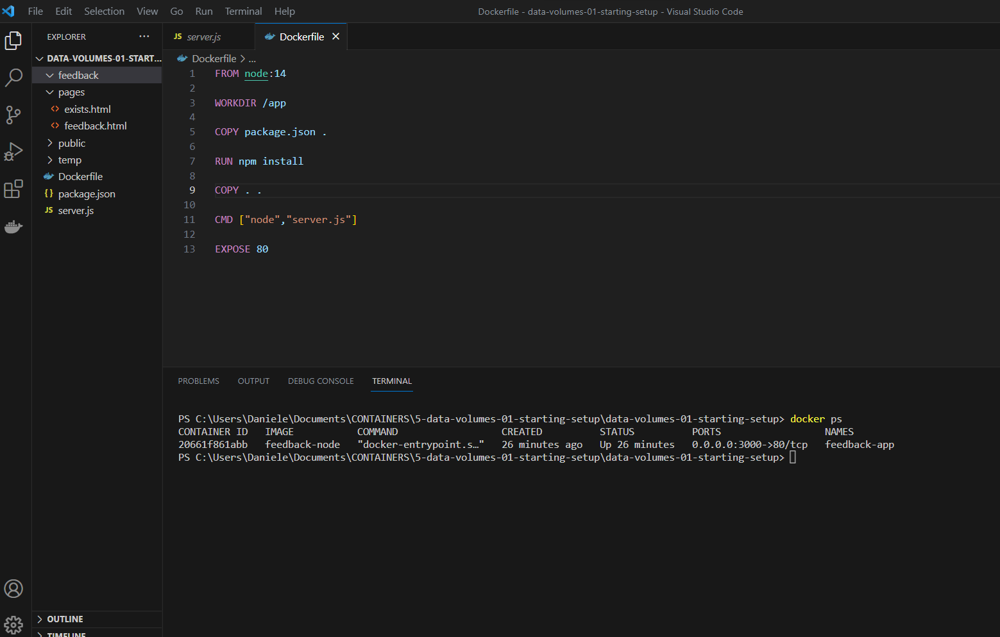 File Edit Selection View Go Run Terminal Help
Dockerfile - data-volumes-01-starting-setup - Visual Studio Code
EXPLORER
DATA-VOLUMES-01-START...
feedback
pages
exists.html
feedback.html
public
temp
Dockerfile
package.json
JS server.js
OUTLINE
TIMELINE
JS server.js
Dockerfile
Dockerfile > ...
1 FROM node:14
2
3 WORKDIR /app
4
5 COPY package.json .
6
7 RUN npm install
8
9 COPY . .
10
11 CMD ["node","server.js"]
12
13 EXPOSE 80
PROBLEMS OUTPUT DEBUG CONSOLE TERMINAL
PS C:\Users\Daniele\Documents\CONTAINERS\5-data-volumes-01-starting-setup\data-volumes-01-starting-setup> docker ps
CONTAINER ID IMAGE COMMAND CREATED STATUS PORTS NAMES
20661f861abb feedback-node "docker-entrypoint.s…" 26 minutes ago Up 26 minutes 0.0.0.0:3000->80/tcp feedback-app
PS C:\Users\Daniele\Documents\CONTAINERS\5-data-volumes-01-starting-setup\data-volumes-01-starting-setup>